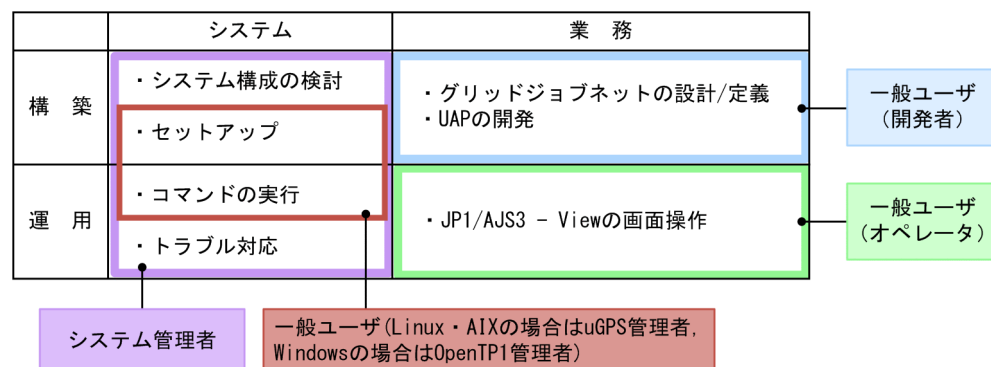 システム
業 務
構 築
・システム構成の検討
・セットアップ
・グリッドジョブネットの設計/定義
・UAPの開発
一般ユーザ
(開発者)
運 用
・コマンドの実行
・トラブル対応
・JP1/AJS3 - Viewの画面操作
一般ユーザ
(オペレータ)
システム管理者
一般ユーザ(Linux・AIXの場合はuGPS管理者,
Windowsの場合はOpenTP1管理者)